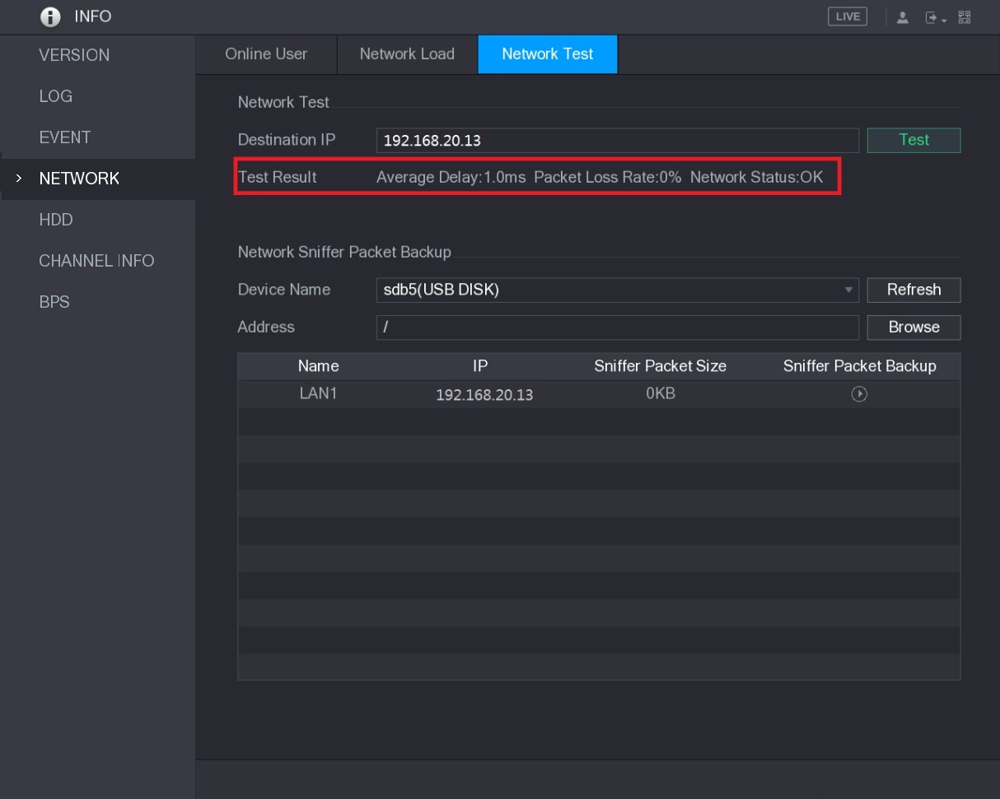 INFO
LIVE
VERSION
LOG
EVENT
NETWORK
HDD
CHANNEL INFO
BPS
Online User Network Load Network Test
Network Test
Destination IP 192.168.20.13 Test
Test Result Average Delay:1.0ms Packet Loss Rate:0% Network Status:OK
Network Sniffer Packet Backup
Device Name sdb5(USB DISK) Refresh
Address / Browse
Name IP Sniffer Packet Size Sniffer Packet Backup
LAN1 192.168.20.13 0KB